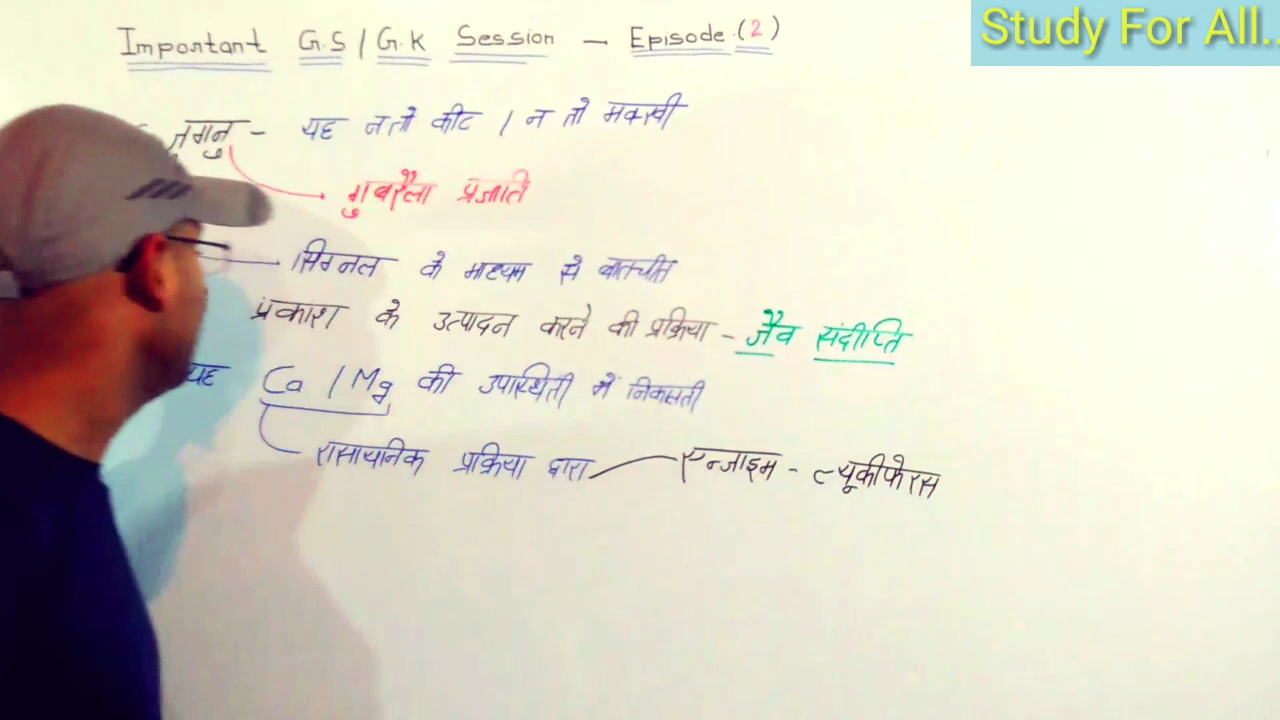 Study For All..
Important G.S / G.K Session - Episode.(2)
जुगनु - यह न तो कीट / न तो मक्खी
गुबरैला प्रजाति
सिग्नल के माध्यम से बातचीत
प्रकाश के उत्पादन करने की प्रक्रिया - जैव संदीप्ति
यह Ca / Mg की उपास्थिती में निकलती
रासायनिक प्रक्रिया द्वारा एन्जाइम - ल्यूकीफेरस